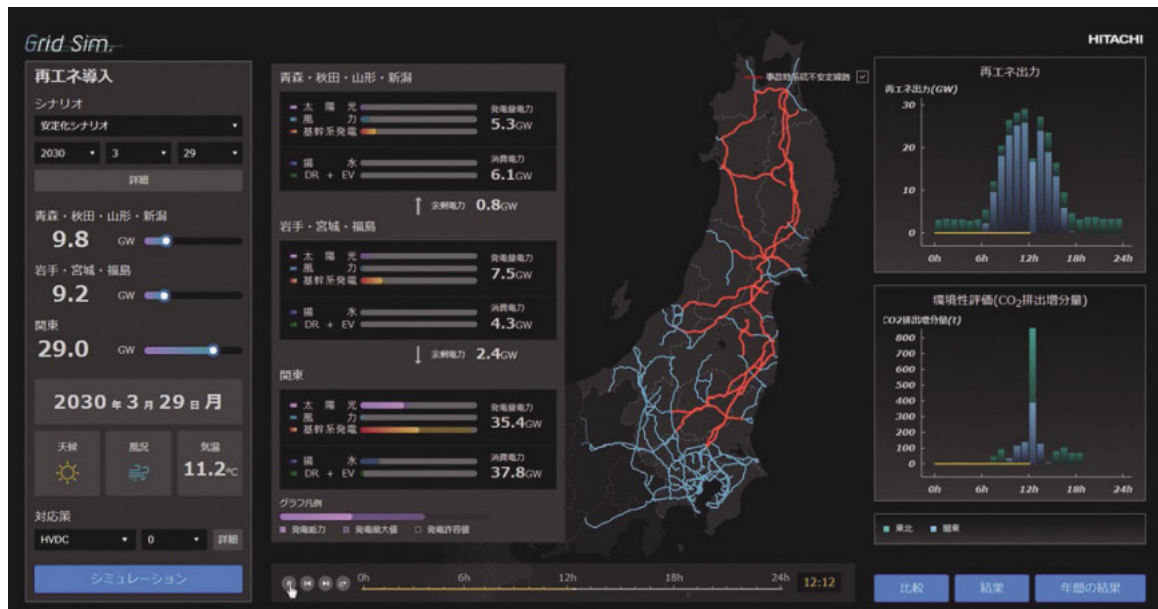 Grid Sim.
HITACHI
再エネ導入
シナリオ
安定化シナリオ
2030 3 29
詳細
青森・秋田・山形・新潟
9.8 GW
岩手・宮城・福島
9.2 GW
関東
29.0 GW
2030年3月29日月
天候 風況 気温
11.2℃
対応策
HVDC 0 詳細
シミュレーション
青森・秋田・山形・新潟
太陽光
風力
基幹系発電
発電量電力
5.3GW
揚水
DR + EV
消費電力
6.1GW
余剰電力 0.8GW
岩手・宮城・福島
太陽光
風力
基幹系発電
発電量電力
7.5GW
揚水
DR + EV
消費電力
4.3GW
余剰電力 2.4GW
関東
太陽光
風力
基幹系発電
発電量電力
35.4GW
揚水
DR + EV
消費電力
37.8GW
グラフ凡例
発電能力 発電最大値 発電許容値
事故時系統不安定線路
0h 6h 12h 18h 24h 12:12
再エネ出力
再エネ出力(GW)
30
20
10
0
0h 6h 12h 18h 24h
環境性評価(CO2排出増分量)
CO2排出増分量(t)
800
700
600
500
400
300
200
100
0
0h 6h 12h 18h 24h
東北 関東
比較 結果 年間の結果